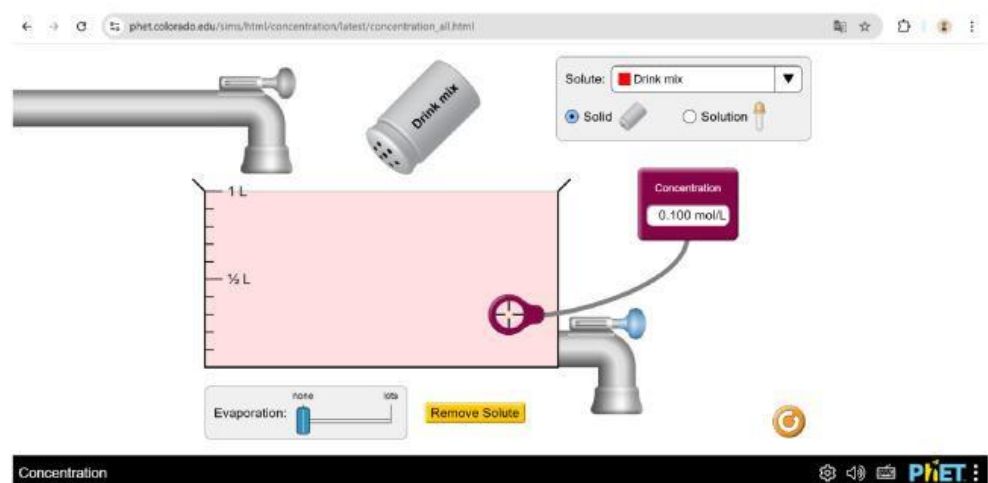 phet.colorado.edu/sims/html/concentration/latest/concentration_all.html
Drink mix
Solute: Drink mix
Solid Solution
1 L
Concentration
0.100 mol/L
½ L
none lots
Evaporation:
Remove Solute
Concentration PhET